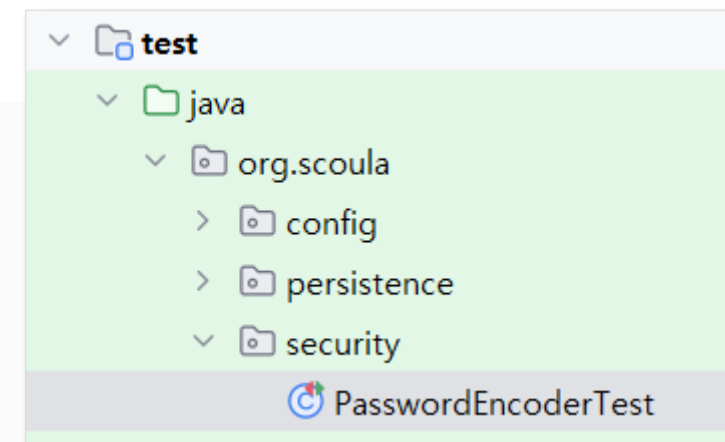 test
java
org.scoula
config
persistence
security
PasswordEncoderTest